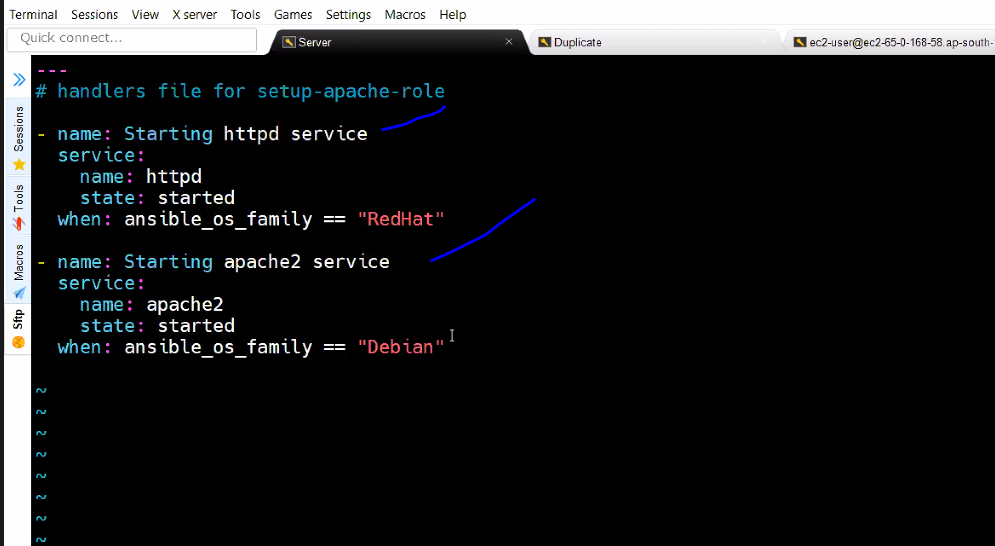 Terminal Sessions View X server Tools Games Settings Macros Help
Quick connect...
Server
Duplicate
ec2-user@ec2-65-0-168-58.ap-south-
Sessions
Tools
Macros
Sftp
---
# handlers file for setup-apache-role
- name: Starting httpd service
service:
name: httpd
state: started
when: ansible_os_family == "RedHat"
- name: Starting apache2 service
service:
name: apache2
state: started
when: ansible_os_family == "Debian"
~
~
~
~
~
~
~
~